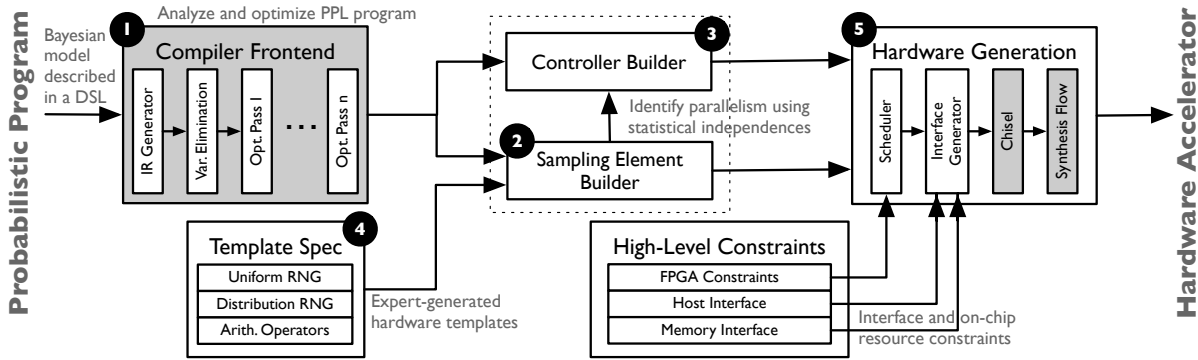 Probabilistic Program
Bayesian
model
described
in a DSL
Analyze and optimize PPL program
1
Compiler Frontend
IR Generator
Var. Elimination
Opt. Pass 1
...
Opt. Pass n
3
Controller Builder
Identify parallelism using
statistical independences
2
Sampling Element
Builder
5
Hardware Generation
Scheduler
Interface
Generator
Chisel
Synthesis Flow
Hardware Accelerator
4
Template Spec
Uniform RNG
Distribution RNG
Arith. Operators
Expert-generated
hardware templates
High-Level Constraints
FPGA Constraints
Host Interface
Memory Interface
Interface and on-chip
resource constraints